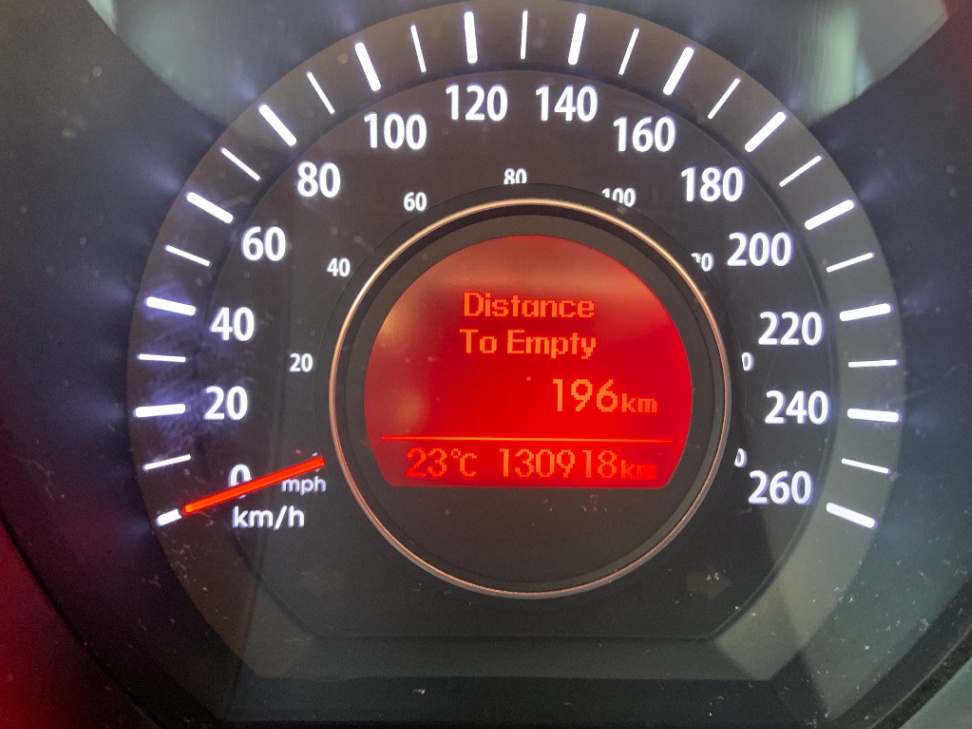 120 140
100 160
80 180
60 200
40 220
20 240
0 260
80
60 100
40
20
mph
km/h
Distance
To Empty
196km
23℃ 130918km